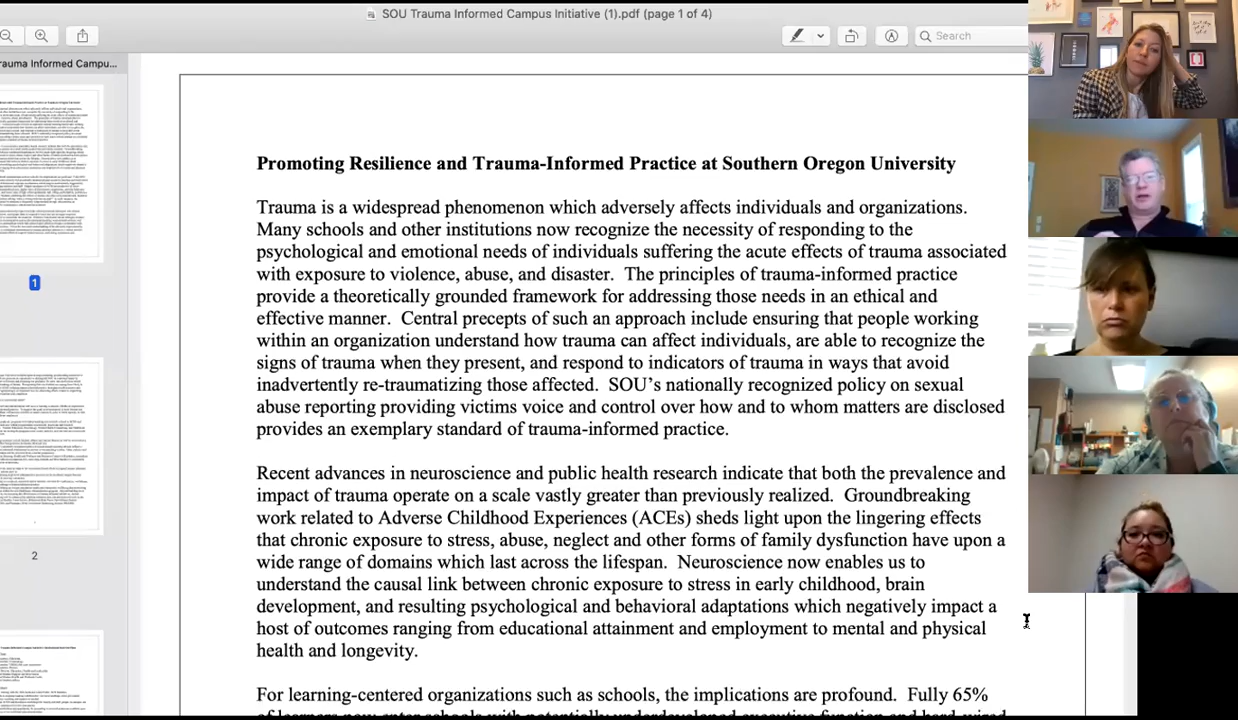 SOU Trauma Informed Campus Initiative (1).pdf (page 1 of 4)
Search
rauma Informed Campu...
1
2
Promoting Resilience and Trauma-Informed Practice at Southern Oregon University
Trauma is a widespread phenomenon which adversely affects individuals and organizations.
Many schools and other institutions now recognize the necessity of responding to the
psychological and emotional needs of individuals suffering the acute effects of trauma associated
with exposure to violence, abuse, and disaster.  The principles of trauma-informed practice
provide a theoretically grounded framework for addressing those needs in an ethical and
effective manner.  Central precepts of such an approach include ensuring that people working
within an organization understand how trauma can affect individuals, are able to recognize the
signs of trauma when they present, and respond to indicators of trauma in ways that avoid
inadvertently re-traumatizing those affected.  SOU's nationally recognized policy on sexual
abuse reporting providing victims voice and control over how and to whom matters are disclosed
provides an exemplary standard of trauma-informed practice.
Recent advances in neuroscience and public health research indicate that both the prevalence and
impact of trauma operate on a scale vastly greater than previously realized.  Groundbreaking
work related to Adverse Childhood Experiences (ACEs) sheds light upon the lingering effects
that chronic exposure to stress, abuse, neglect and other forms of family dysfunction have upon a
wide range of domains which last across the lifespan.  Neuroscience now enables us to
understand the causal link between chronic exposure to stress in early childhood, brain
development, and resulting psychological and behavioral adaptations which negatively impact a
host of outcomes ranging from educational attainment and employment to mental and physical
health and longevity.
For learning-centered organizations such as schools, the implications are profound.  Fully 65%